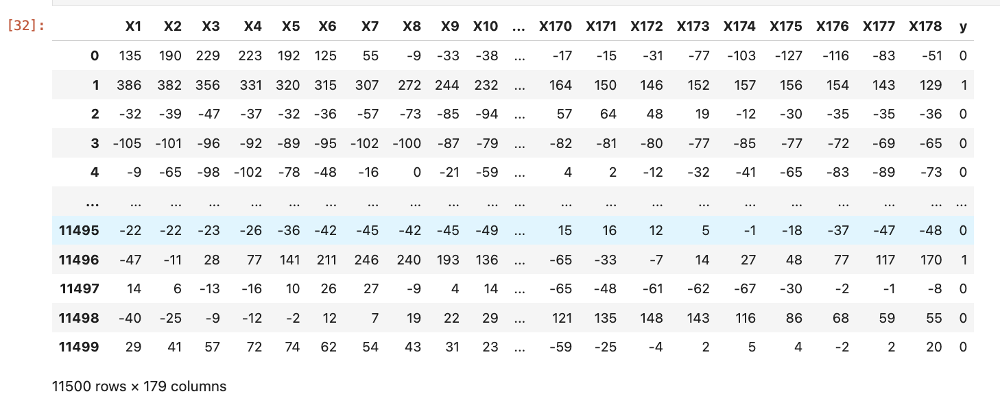 [32]: X1 X2 X3 X4 X5 X6 X7 X8 X9 X10 ... X170 X171 X172 X173 X174 X175 X176 X177 X178 y
0 135 190 229 223 192 125 55 -9 -33 -38 ... -17 -15 -31 -77 -103 -127 -116 -83 -51 0
1 386 382 356 331 320 315 307 272 244 232 ... 164 150 146 152 157 156 154 143 129 1
2 -32 -39 -47 -37 -32 -36 -57 -73 -85 -94 ... 57 64 48 19 -12 -30 -35 -35 -36 0
3 -105 -101 -96 -92 -89 -95 -102 -100 -87 -79 ... -82 -81 -80 -77 -85 -77 -72 -69 -65 0
4 -9 -65 -98 -102 -78 -48 -16 0 -21 -59 ... 4 2 -12 -32 -41 -65 -83 -89 -73 0
... ... ... ... ... ... ... ... ... ... ... ... ... ... ... ... ... ... ... ... ... ...
11495 -22 -22 -23 -26 -36 -42 -45 -42 -45 -49 ... 15 16 12 5 -1 -18 -37 -47 -48 0
11496 -47 -11 28 77 141 211 246 240 193 136 ... -65 -33 -7 14 27 48 77 117 170 1
11497 14 6 -13 -16 10 26 27 -9 4 14 ... -65 -48 -61 -62 -67 -30 -2 -1 -8 0
11498 -40 -25 -9 -12 -2 12 7 19 22 29 ... 121 135 148 143 116 86 68 59 55 0
11499 29 41 57 72 74 62 54 43 31 23 ... -59 -25 -4 2 5 4 -2 2 20 0
11500 rows × 179 columns